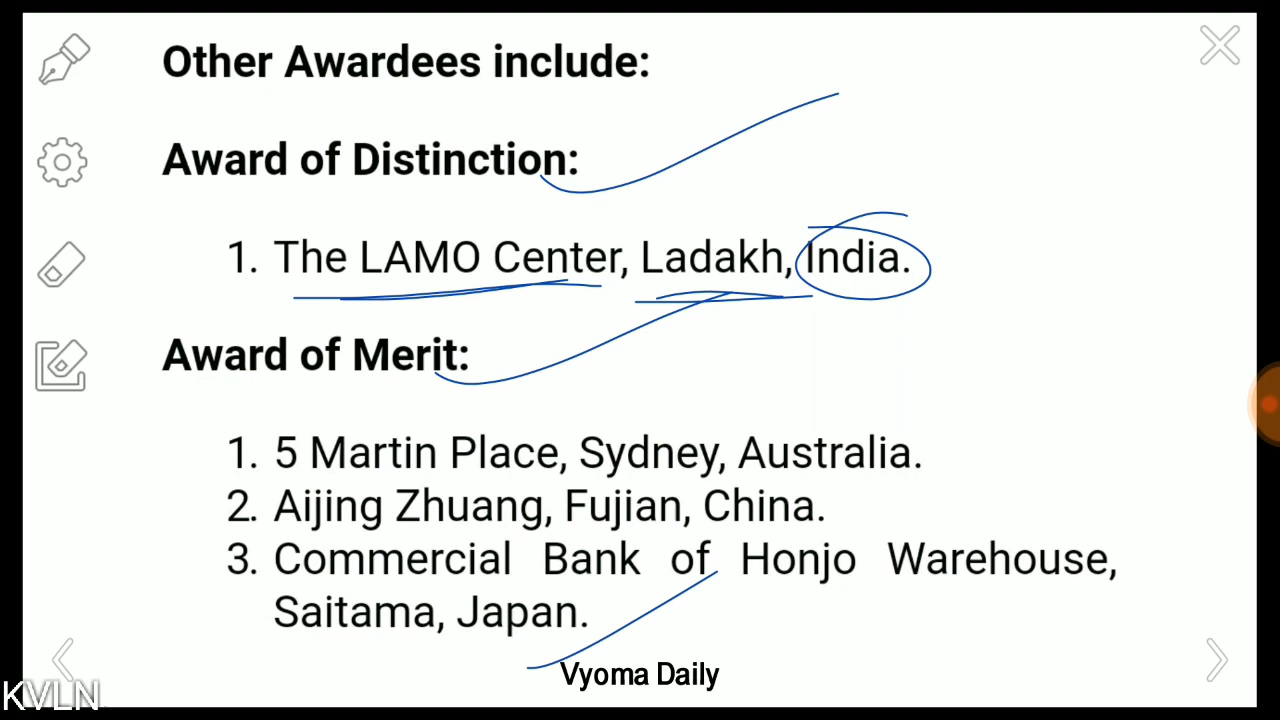 Other Awardees include:
Award of Distinction:
1. The LAMO Center, Ladakh, India.
Award of Merit:
1. 5 Martin Place, Sydney, Australia.
2. Aijing Zhuang, Fujian, China.
3. Commercial Bank of Honjo Warehouse,
Saitama, Japan.
Vyoma Daily
KVLN